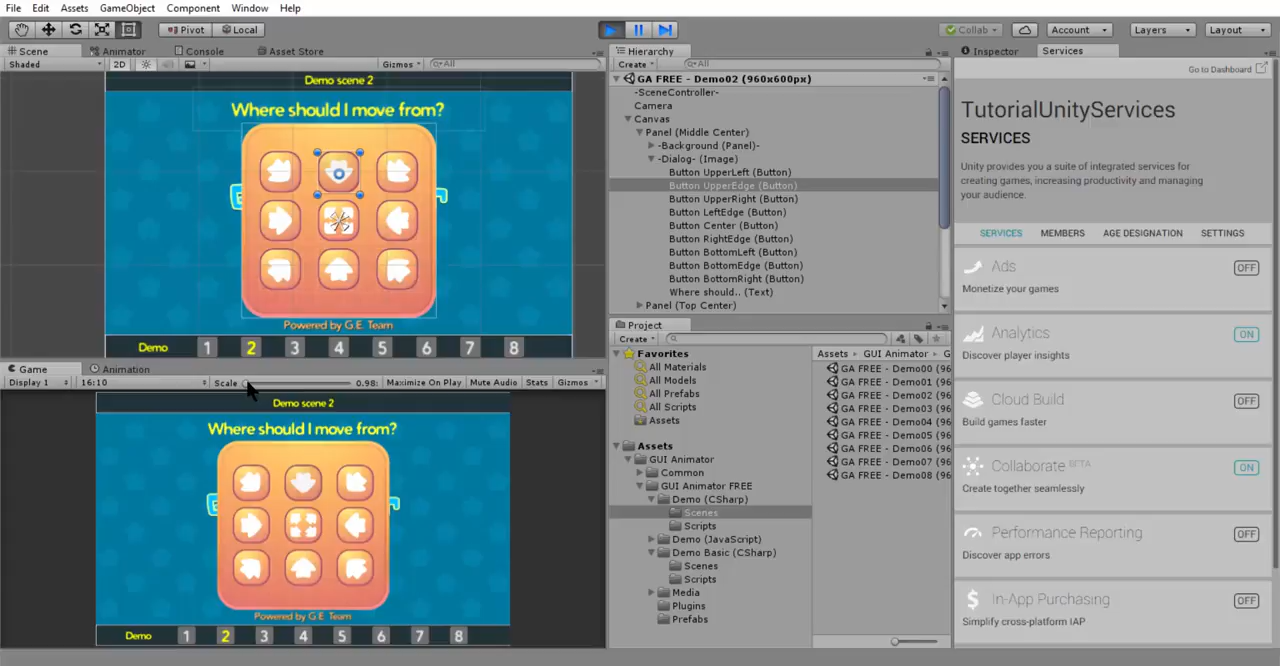 File Edit Assets GameObject Component Window Help
Pivot Local Collab Account Layers Layout
Scene Animator Console Asset Store
Shaded 2D Gizmos All
Demo scene 2
Where should I move from?
Powered by G.E. Team
Demo 1 2 3 4 5 6 7 8
Game Animation
Display 1 16:10 Scale 0.98: Maximize On Play Mute Audio Stats Gizmos
Demo scene 2
Where should I move from?
Powered by G.E. Team
Demo 1 2 3 4 5 6 7 8
Hierarchy
Create All
GA FREE - Demo02 (960x600px)
-SceneController-
Camera
Canvas
Panel (Middle Center)
-Background (Panel)-
-Dialog- (Image)
Button UpperLeft (Button)
Button UpperEdge (Button)
Button UpperRight (Button)
Button LeftEdge (Button)
Button Center (Button)
Button RightEdge (Button)
Button BottomLeft (Button)
Button BottomEdge (Button)
Button BottomRight (Button)
Where should.. (Text)
Panel (Top Center)
Project
Create
Favorites
All Materials
All Models
All Prefabs
All Scripts
Assets
Assets
GUI Animator
Common
GUI Animator FREE
Demo (CSharp)
Scenes
Scripts
Demo (JavaScript)
Demo Basic (CSharp)
Scenes
Scripts
Media
Plugins
Prefabs
Assets GUI Animator G
GA FREE - Demo00 (96
GA FREE - Demo01 (96
GA FREE - Demo02 (96
GA FREE - Demo03 (96
GA FREE - Demo04 (96
GA FREE - Demo05 (96
GA FREE - Demo06 (96
GA FREE - Demo07 (96
GA FREE - Demo08 (96
Inspector Services
Go to Dashboard
TutorialUnityServices
SERVICES
Unity provides you a suite of integrated services for
creating games, increasing productivity and managing
your audience.
SERVICES MEMBERS AGE DESIGNATION SETTINGS
Ads OFF
Monetize your games
Analytics ON
Discover player insights
Cloud Build OFF
Build games faster
Collaborate BETA ON
Create together seamlessly
Performance Reporting OFF
Discover app errors
In-App Purchasing OFF
Simplify cross-platform IAP